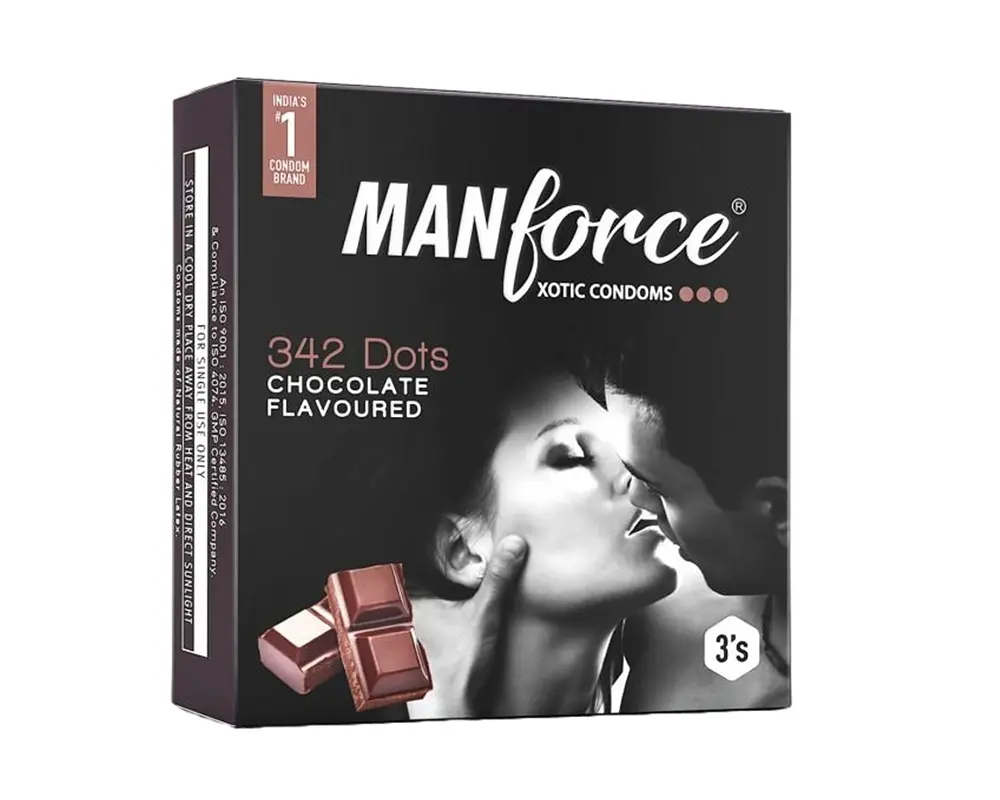 INDIA'S
#1
CONDOM
BRAND
MANforce®
XOTIC CONDOMS
342 Dots
CHOCOLATE
FLAVOURED
3's
An ISO 9001 : 2015, ISO 13485 : 2016
& Compliance to ISO 4074, GMP Certified Company.
FOR SINGLE USE ONLY
STORE IN A COOL DRY PLACE AWAY FROM HEAT AND DIRECT SUNLIGHT
Condoms made of Natural Rubber Latex.